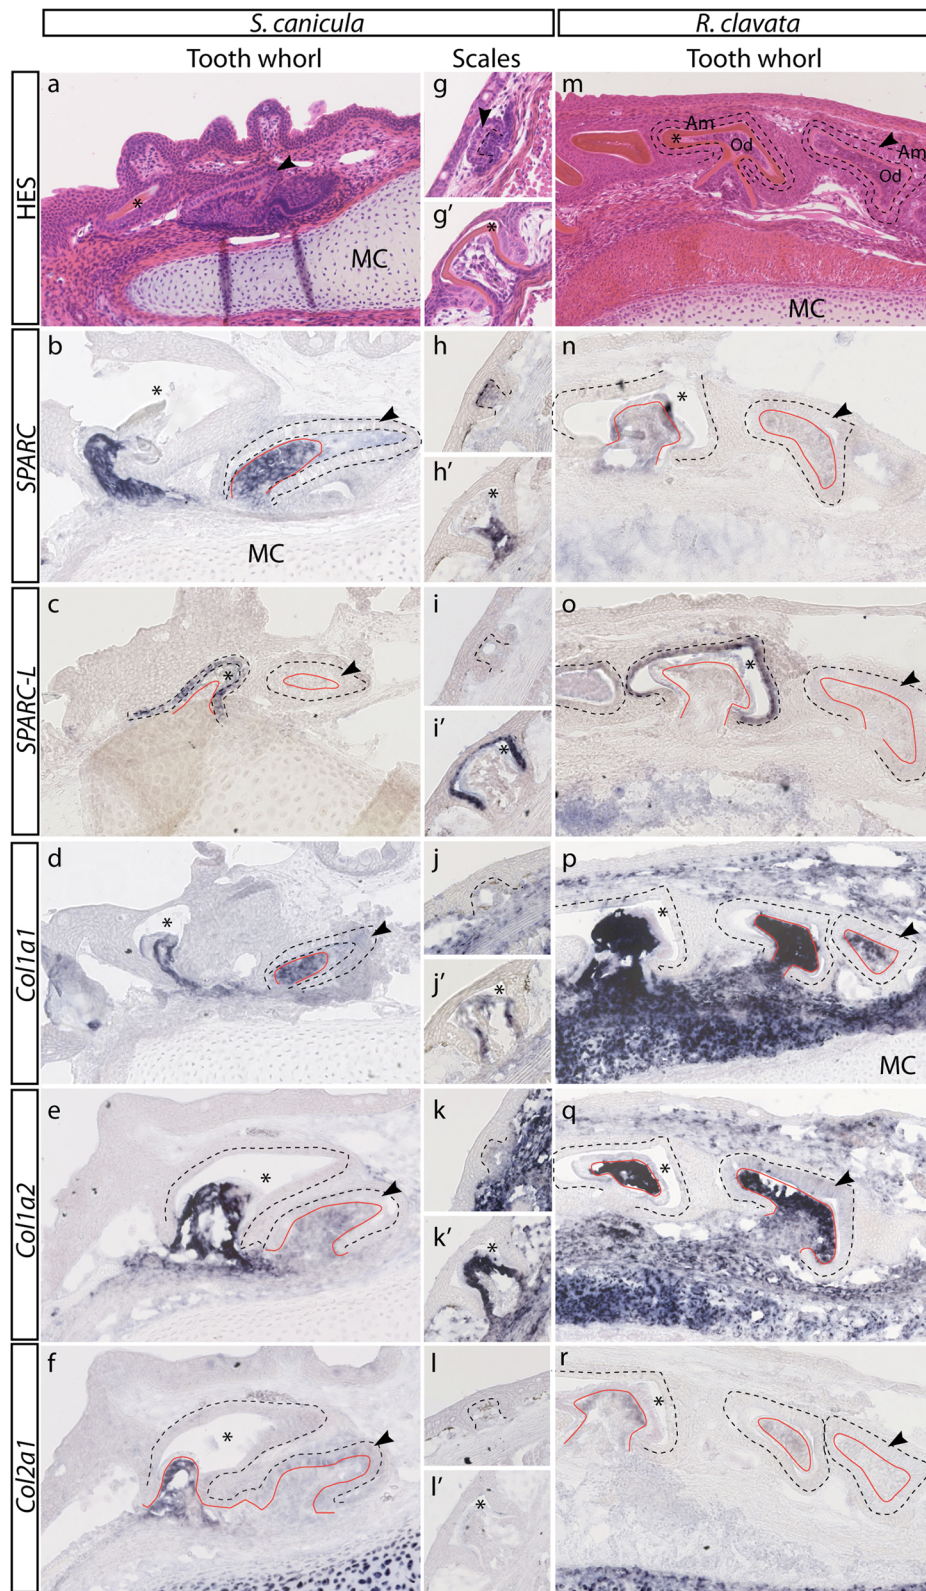 S. canicula R. clavata
Tooth whorl Scales Tooth whorl
HES
a g m
Am
* Od
Am
Od
*
MC
g'
*
MC
SPARC
b h n
*
*
h'
*
MC
SPARC-L
c i o
*
*
i'
*
Col1a1
d j p
*
*
j'
*
MC
Col1a2
e k q
*
*
k'
*
Col2a1
f l r
*
*
l'
*